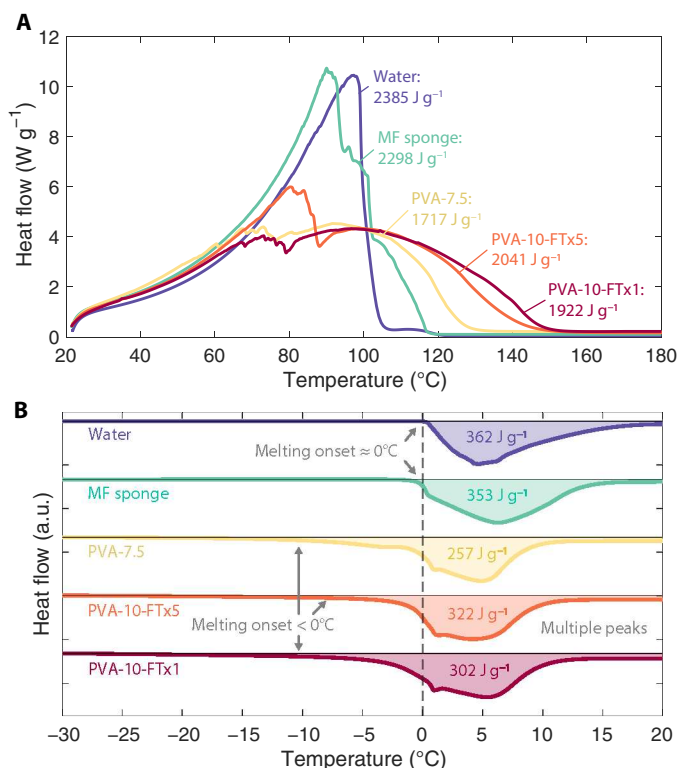 A
12
10
8
6
4
2
0
Heat flow (W g⁻¹)
Water:
2385 J g⁻¹
MF sponge:
2298 J g⁻¹
PVA-7.5:
1717 J g⁻¹
PVA-10-FTx5:
2041 J g⁻¹
PVA-10-FTx1:
1922 J g⁻¹
20 40 60 80 100 120 140 160 180
Temperature (°C)
B
Heat flow (a.u.)
Water
362 J g⁻¹
Melting onset ≈ 0°C
MF sponge
353 J g⁻¹
PVA-7.5
257 J g⁻¹
PVA-10-FTx5
322 J g⁻¹
Melting onset < 0°C
Multiple peaks
PVA-10-FTx1
302 J g⁻¹
−30 −25 −20 −15 −10 −5 0 5 10 15 20
Temperature (°C)